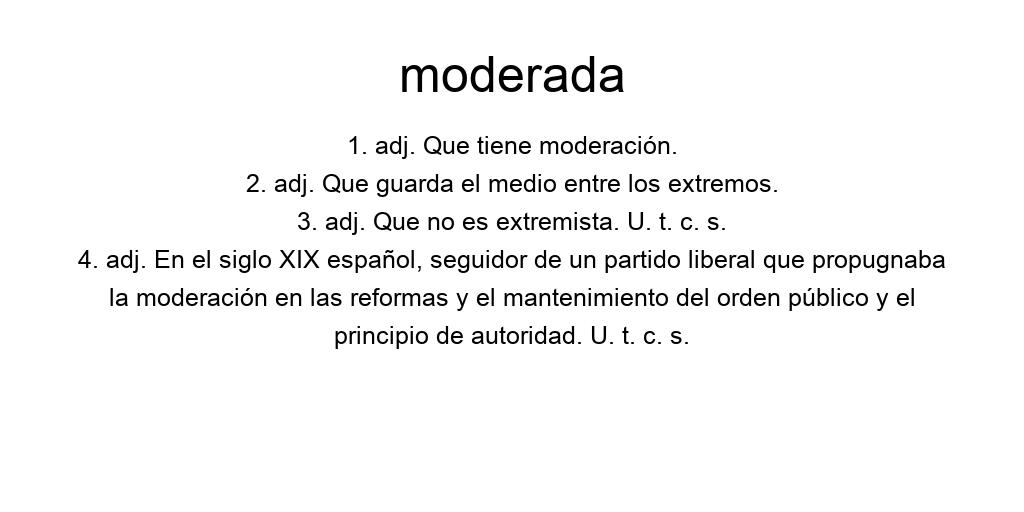 moderada
1. adj. Que tiene moderación.
2. adj. Que guarda el medio entre los extremos.
3. adj. Que no es extremista. U. t. c. s.
4. adj. En el siglo XIX español, seguidor de un partido liberal que propugnaba
la moderación en las reformas y el mantenimiento del orden público y el
principio de autoridad. U. t. c. s.